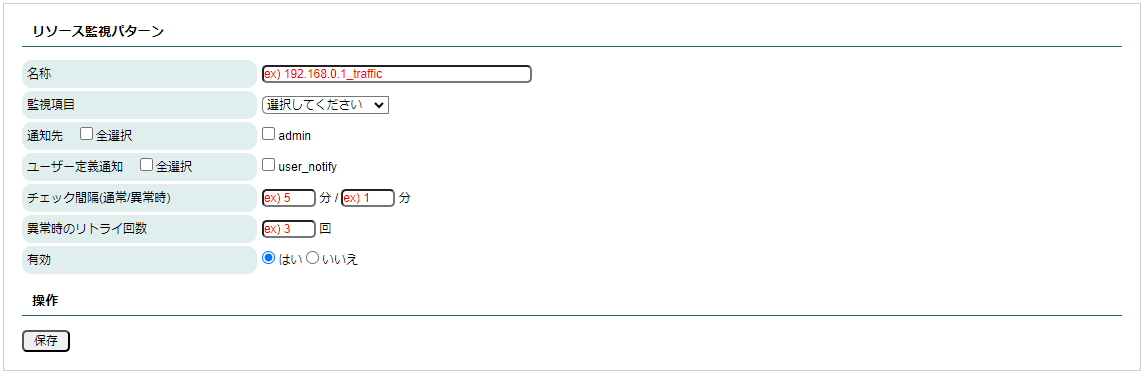 リソース監視パターン
名称 ex) 192.168.0.1_traffic
監視項目 選択してください
通知先 全選択 admin
ユーザー定義通知 全選択 user_notify
チェック間隔(通常/異常時) ex) 5 分 / ex) 1 分
異常時のリトライ回数 ex) 3 回
有効 はい いいえ
操作
保存